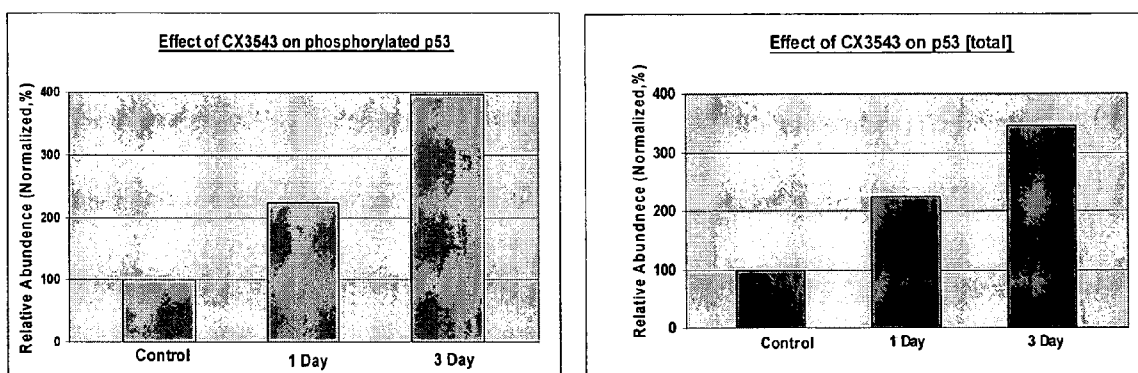 Effect of CX3543 on phosphorylated p53
Relative Abundence (Normalized,%)
400
300
200
100
0
Control
1 Day
3 Day
Effect of CX3543 on p53 [total]
Relative Abundnece (Normalized,%)
400
300
200
100
0
Control
1 Day
3 Day